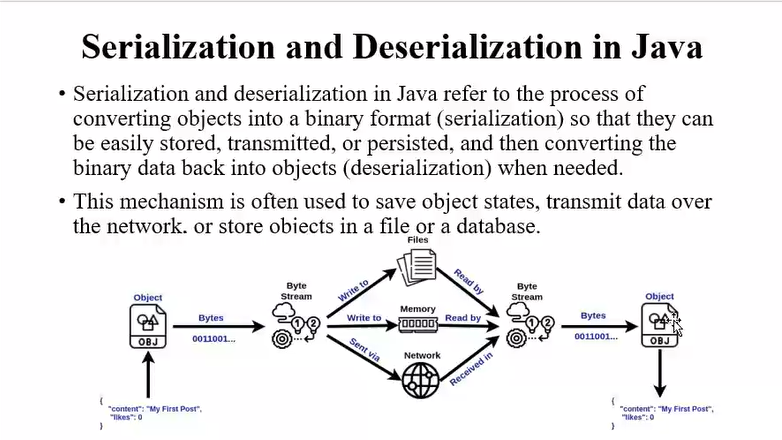 Serialization and Deserialization in Java
• Serialization and deserialization in Java refer to the process of
converting objects into a binary format (serialization) so that they can
be easily stored, transmitted, or persisted, and then converting the
binary data back into objects (deserialization) when needed.
• This mechanism is often used to save object states, transmit data over
the network, or store objects in a file or a database.
Files
Object
Bytes
0011001...
OBJ
{
"content": "My First Post",
"likes": 0
}
Byte
Stream
1 2
Write to
Write to
Sent via
Memory
Network
Read by
Read by
Received in
Byte
Stream
1 2
Bytes
0011001...
Object
OBJ
{
"content": "My First Post",
"likes": 0
}